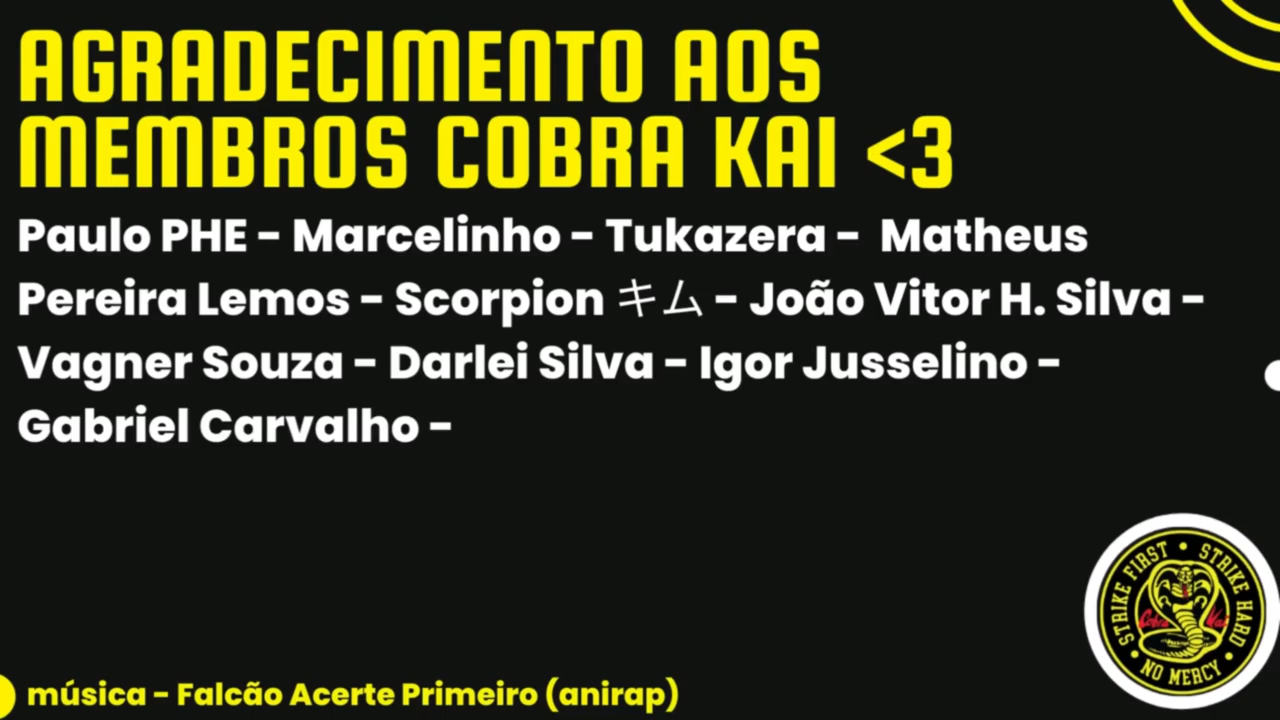 AGRADECIMENTO AOS
MEMBROS COBRA KAI <3
Paulo PHE - Marcelinho - Tukazera - Matheus
Pereira Lemos - Scorpion キム - João Vitor H. Silva -
Vagner Souza - Darlei Silva - Igor Jusselino -
Gabriel Carvalho -
STRIKE FIRST • STRIKE HARD • NO MERCY •
Cobra Kai
música - Falcão Acerte Primeiro (anirap)